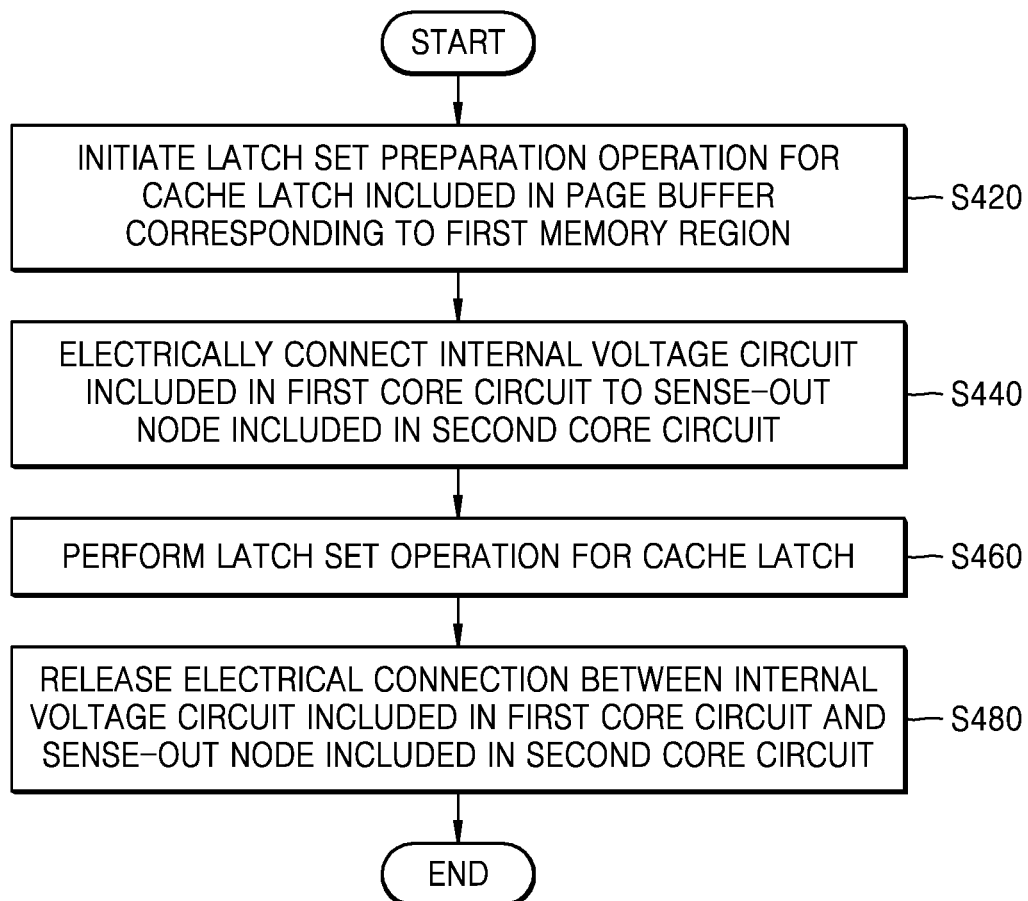 START
INITIATE LATCH SET PREPARATION OPERATION FOR
CACHE LATCH INCLUDED IN PAGE BUFFER
CORRESPONDING TO FIRST MEMORY REGION
S420
ELECTRICALLY CONNECT INTERNAL VOLTAGE CIRCUIT
INCLUDED IN FIRST CORE CIRCUIT TO SENSE-OUT
NODE INCLUDED IN SECOND CORE CIRCUIT
S440
PERFORM LATCH SET OPERATION FOR CACHE LATCH
S460
RELEASE ELECTRICAL CONNECTION BETWEEN INTERNAL
VOLTAGE CIRCUIT INCLUDED IN FIRST CORE CIRCUIT AND
SENSE-OUT NODE INCLUDED IN SECOND CORE CIRCUIT
S480
END